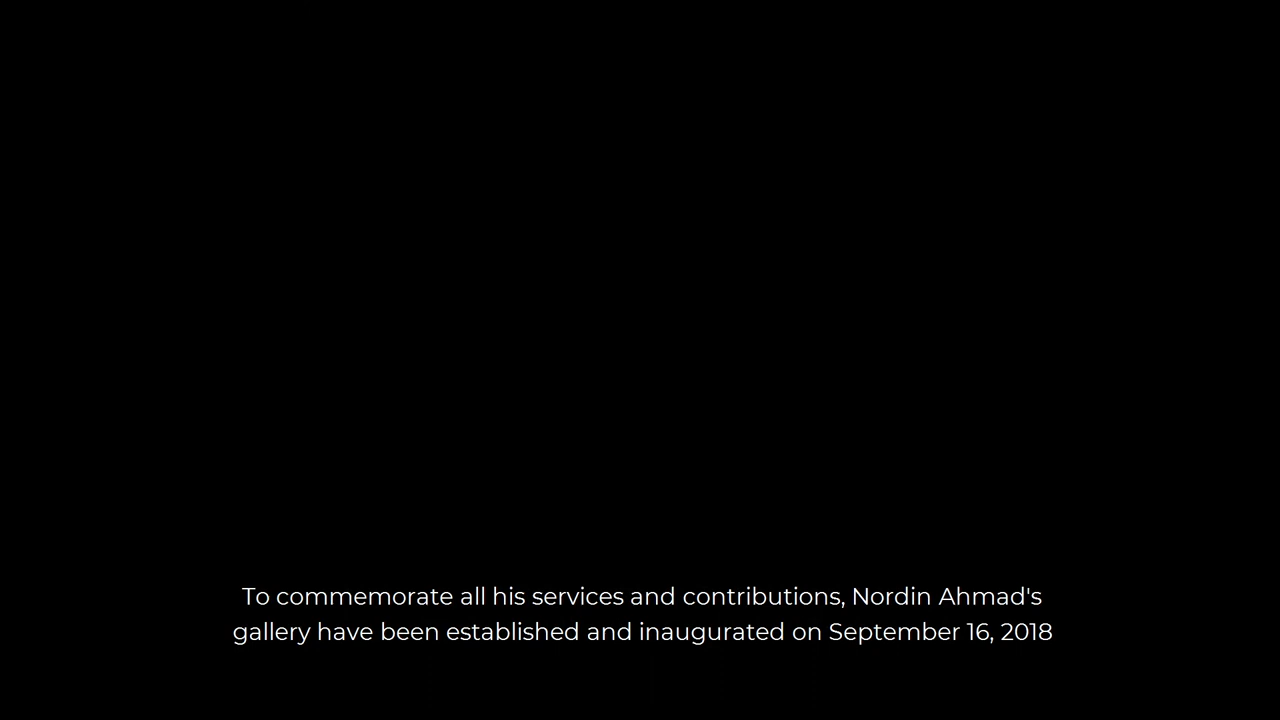 To commemorate all his services and contributions, Nordin Ahmad's
gallery have been established and inaugurated on September 16, 2018